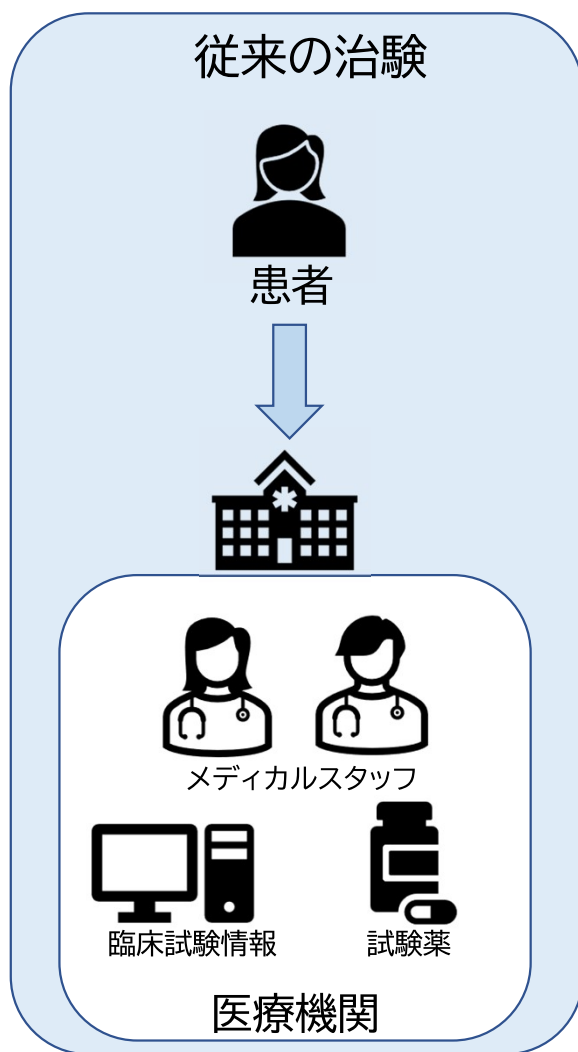 従来の治験
患者
メディカルスタッフ
臨床試験情報
試験薬
医療機関